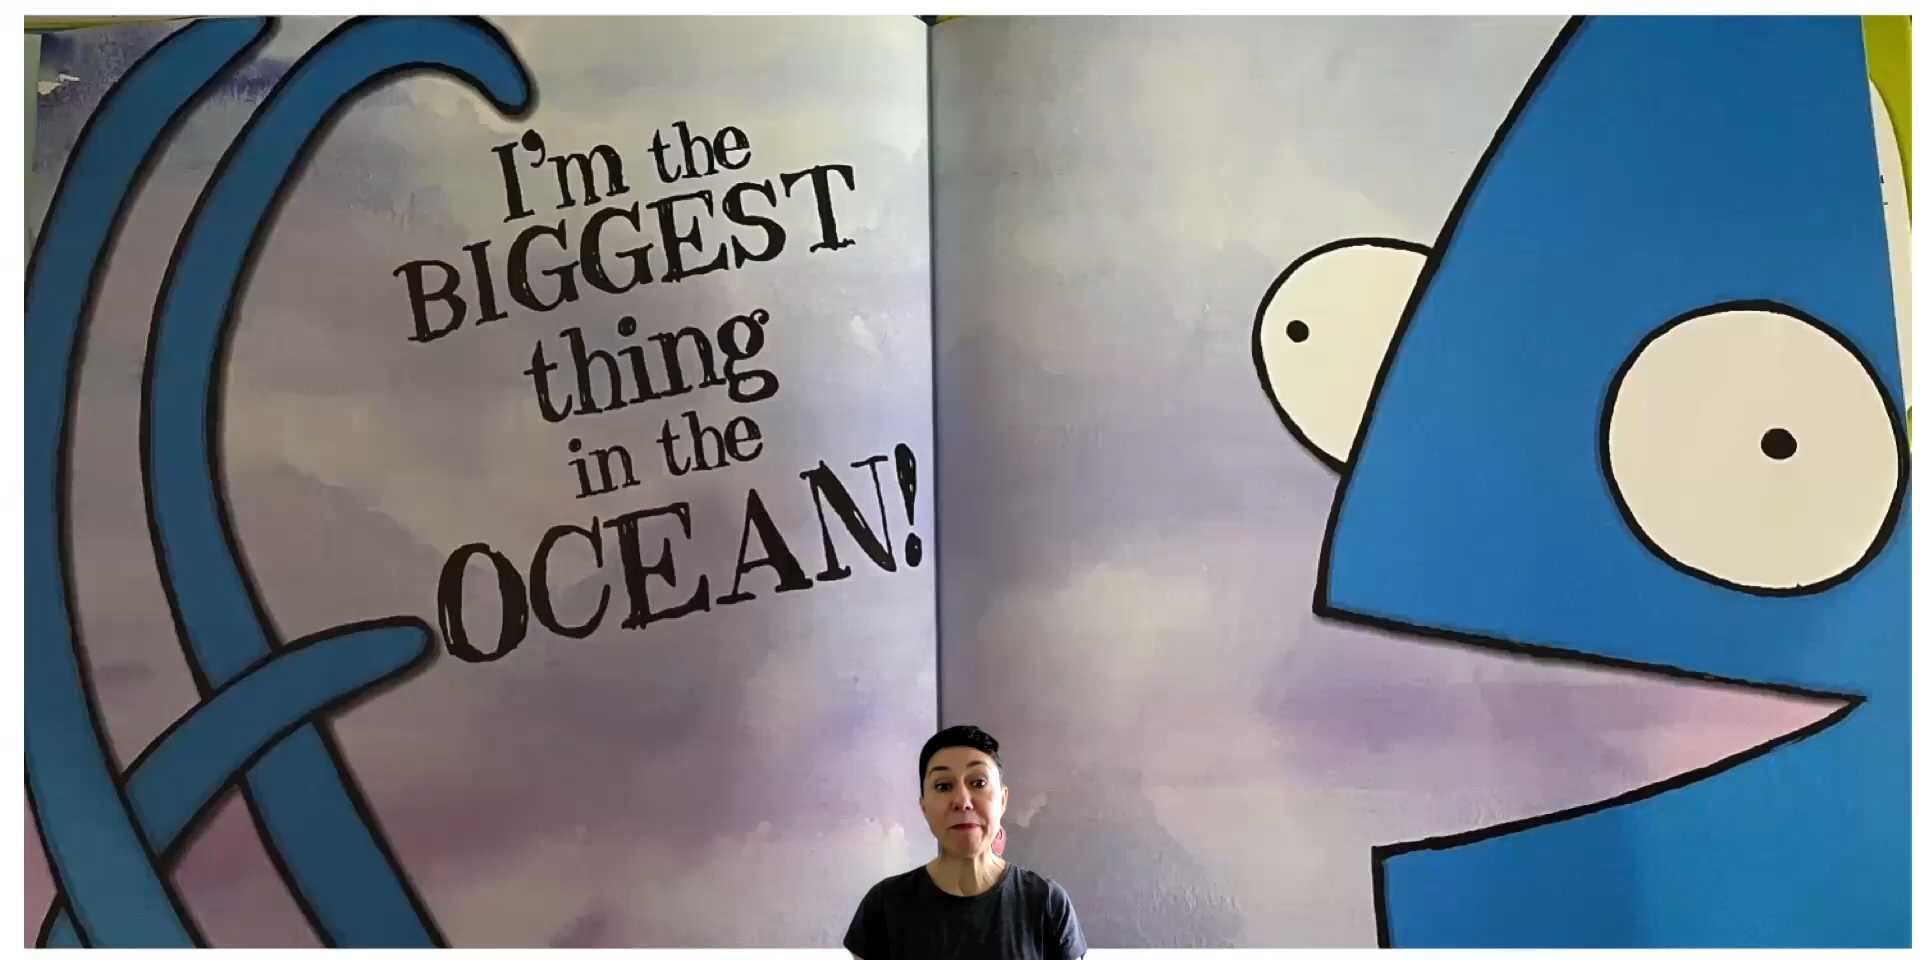 I'm the
BIGGEST
thing
in the
OCEAN!